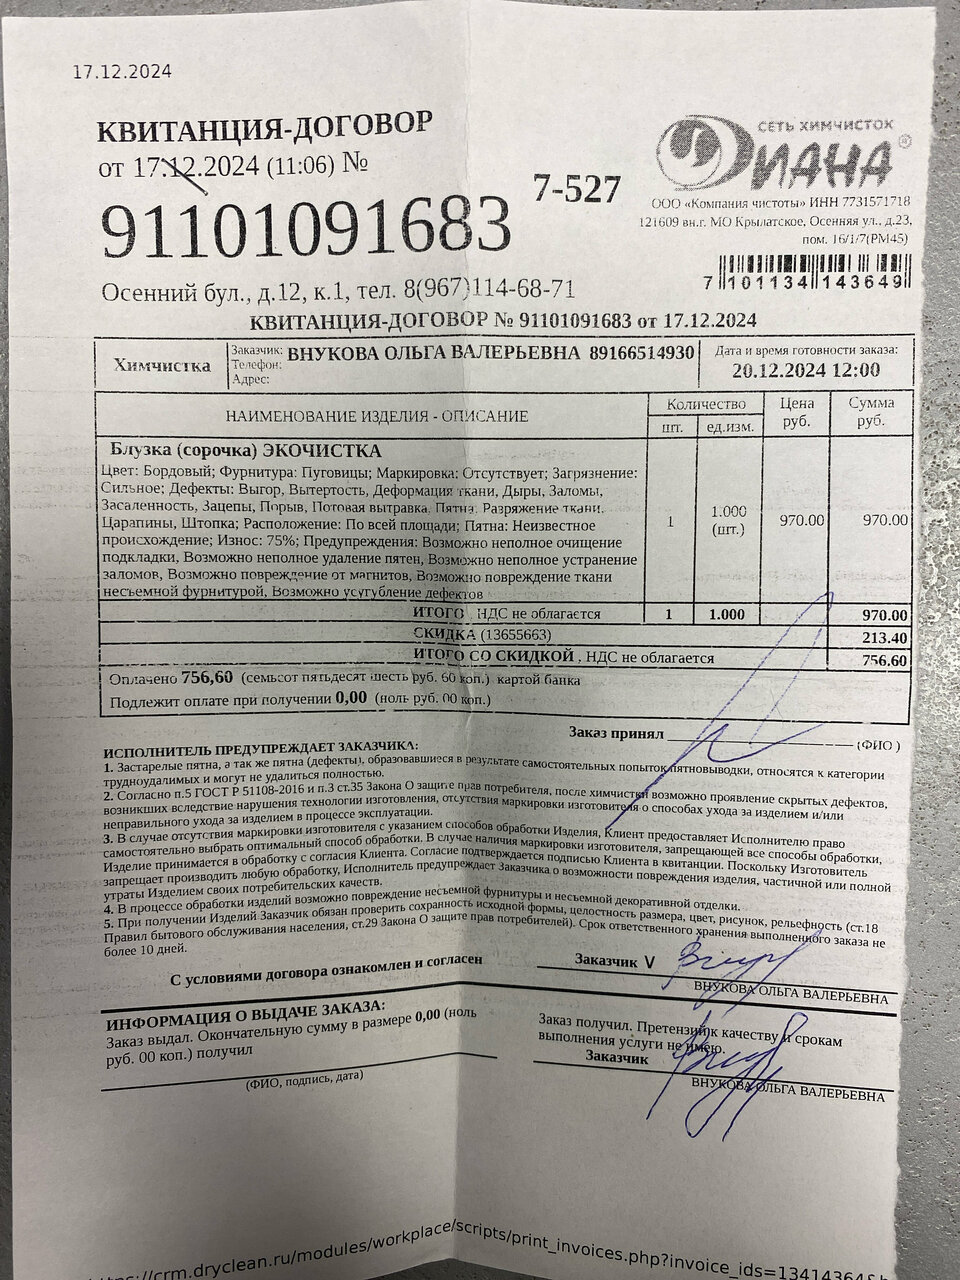 17.12.2024
КВИТАНЦИЯ-ДОГОВОР
от 17.12.2024 (11:06) №
91101091683
7-527
СЕТЬ ХИМЧИСТОК
ДИАНА
®
ООО «Компания чистоты» ИНН 7731571718
121609 вн.г. МО Крылатское, Осенняя ул., д.23,
пом. 16/1/7(РМ45)
7 101134 143649
Осенний бул., д.12, к.1, тел. 8(967)114-68-71
КВИТАНЦИЯ-ДОГОВОР № 91101091683 от 17.12.2024
Химчистка
Заказчик: ВНУКОВА ОЛЬГА ВАЛЕРЬЕВНА 89166514930
Телефон:
Адрес:
Дата и время готовности заказа:
20.12.2024 12:00
НАИМЕНОВАНИЕ ИЗДЕЛИЯ - ОПИСАНИЕ
Количество
шт. ед.изм.
Цена
руб.
Сумма
руб.
Блузка (сорочка) ЭКОЧИСТКА
Цвет: Бордовый; Фурнитура: Пуговицы; Маркировка: Отсутствует; Загрязнение:
Сильное; Дефекты: Выгор, Вытертость, Деформация ткани, Дыры, Заломы,
Засаленность, Зацепы, Порыв, Потовая вытравка, Пятна, Разряжение ткани,
Царапины, Штопка; Расположение: По всей площади; Пятна: Неизвестное
происхождение; Износ: 75%; Предупреждения: Возможно неполное очищение
подкладки, Возможно неполное удаление пятен, Возможно неполное устранение
заломов, Возможно повреждение от магнитов, Возможно повреждение ткани
несъемной фурнитурой, Возможно усугубление дефектов
1
1.000
(шт.)
970.00
970.00
ИТОГО , НДС не облагается 1 1.000 970.00
СКИДКА (13655663) 213.40
ИТОГО СО СКИДКОЙ , НДС не облагается 756.60
Оплачено 756,60 (семьсот пятьдесят шесть руб. 60 коп.) картой банка
Подлежит оплате при получении 0,00 (ноль руб. 00 коп.)
Заказ принял (ФИО )
ИСПОЛНИТЕЛЬ ПРЕДУПРЕЖДАЕТ ЗАКАЗЧИКА:
1. Застарелые пятна, а так же пятна (дефекты), образовавшиеся в результате самостоятельных попыток пятновыводки, относятся к категории
трудноудалимых и могут не удалиться полностью.
2. Согласно п.5 ГОСТ Р 51108-2016 и п.3 ст.35 Закона О защите прав потребителя, после химчистки возможно проявление скрытых дефектов,
возникших вследствие нарушения технологии изготовления, отсутствия маркировки изготовителя о способах ухода за изделием и/или
неправильного ухода за изделием в процессе эксплуатации.
3. В случае отсутствия маркировки изготовителя с указанием способов обработки Изделия, Клиент предоставляет Исполнителю право
самостоятельно выбрать оптимальный способ обработки. В случае наличия маркировки изготовителя, запрещающей все способы обработки,
Изделие принимается в обработку с согласия Клиента. Согласие подтверждается подписью Клиента в квитанции. Поскольку Изготовитель
запрещает производить любую обработку, Исполнитель предупреждает Заказчика о возможности повреждения изделия, частичной или полной
утраты Изделием своих потребительских качеств.
4. В процессе обработки изделий возможно повреждение несъемной фурнитуры и несъемной декоративной отделки.
5. При получении Изделий Заказчик обязан проверить сохранность исходной формы, целостность размера, цвет, рисунок, рельефность (ст.18
Правил бытового обслуживания населения, ст.29 Закона О защите прав потребителей). Срок ответственного хранения выполненного заказа не
более 10 дней.
С условиями договора ознакомлен и согласен
Заказчик V
ВНУКОВА ОЛЬГА ВАЛЕРЬЕВНА
ИНФОРМАЦИЯ О ВЫДАЧЕ ЗАКАЗА:
Заказ выдал. Окончательную сумму в размере 0,00 (ноль
руб. 00 коп.) получил
(ФИО, подпись, дата)
Заказ получил. Претензий к качеству и срокам
выполнения услуги не имею.
Заказчик
ВНУКОВА ОЛЬГА ВАЛЕРЬЕВНА
https://crm.dryclean.ru/modules/workplace/scripts/print_invoices.php?invoice_ids=13414364&